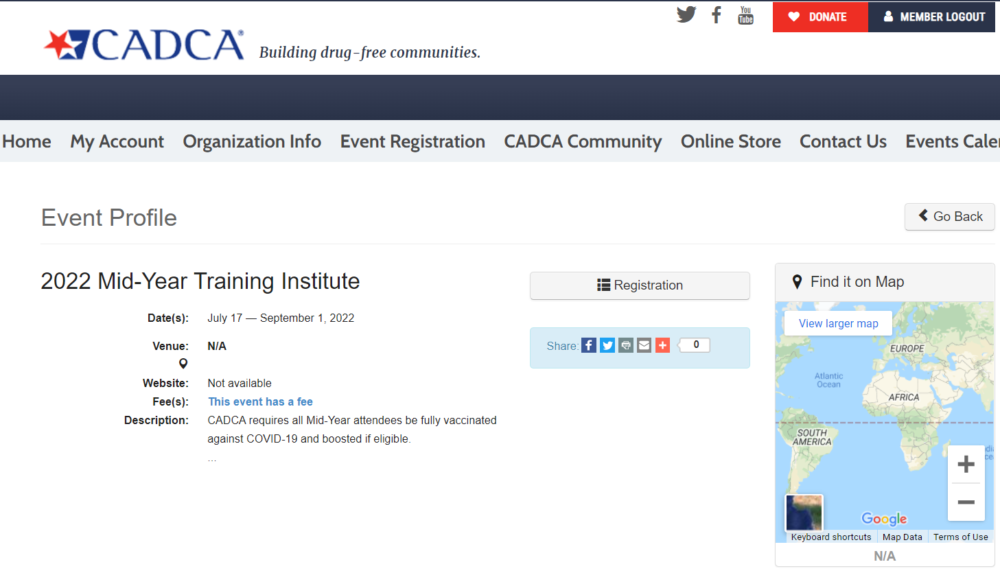 You
Tube
DONATE
MEMBER LOGOUT
CADCA®
Building drug-free communities.
Home My Account Organization Info Event Registration CADCA Community Online Store Contact Us Events Cale
Event Profile
Go Back
2022 Mid-Year Training Institute
Date(s): July 17 — September 1, 2022
Venue: N/A
Website: Not available
Fee(s): This event has a fee
Description: CADCA requires all Mid-Year attendees be fully vaccinated
against COVID-19 and boosted if eligible.
...
Registration
Share: 0
Find it on Map
View larger map
EUROPE
Atlantic
Ocean
AFRICA
SOUTH
AMERICA
Google
Keyboard shortcuts Map Data Terms of Use
N/A